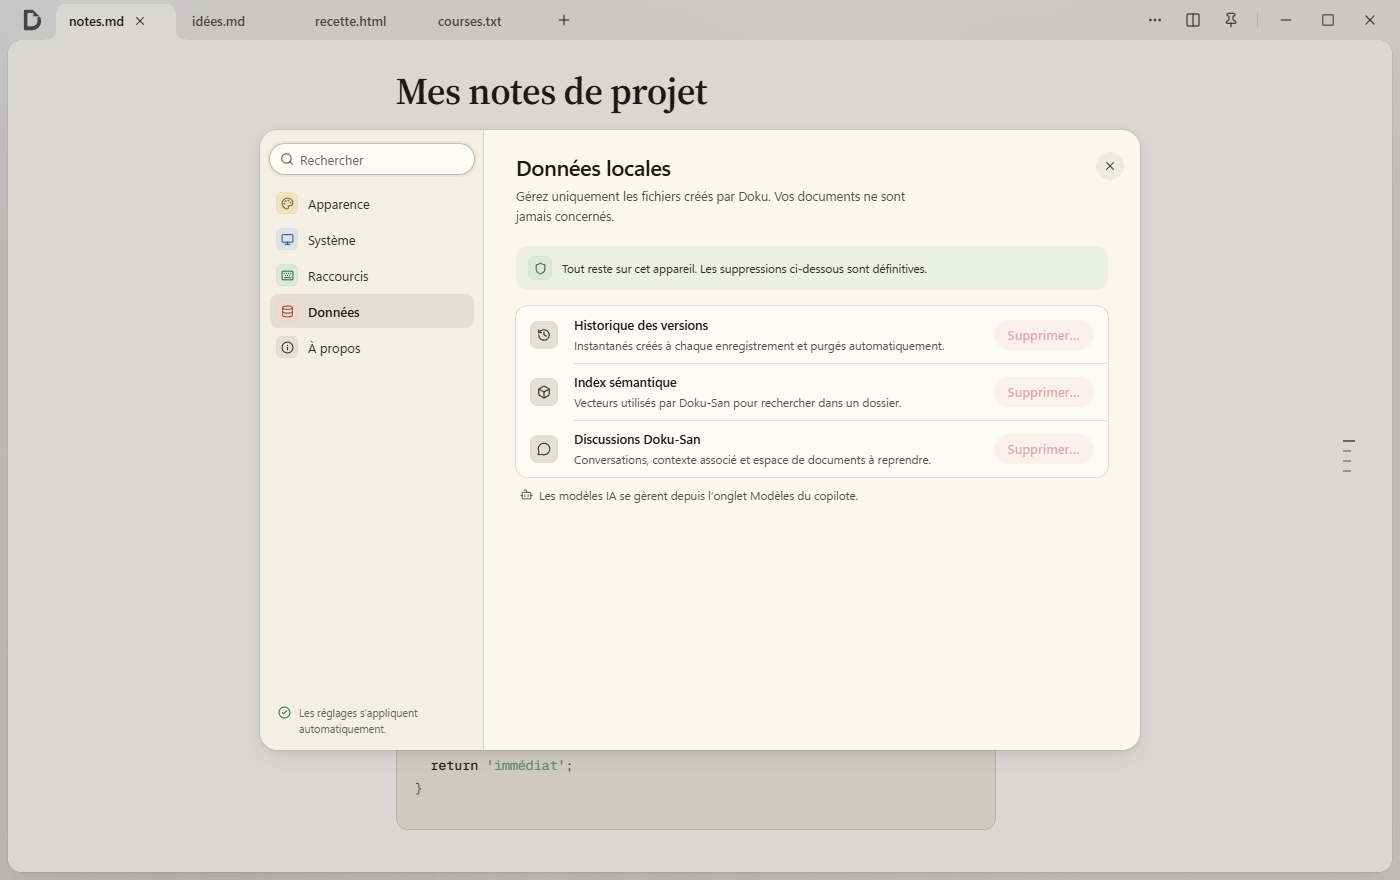 notes.md
idées.md
recette.html
courses.txt
Mes notes de projet
Rechercher
Apparence
Système
Raccourcis
Données
À propos
Les réglages s'appliquent
automatiquement.
Données locales
Gérez uniquement les fichiers créés par Doku. Vos documents ne sont
jamais concernés.
Tout reste sur cet appareil. Les suppressions ci-dessous sont définitives.
Historique des versions
Instantanés créés à chaque enregistrement et purgés automatiquement.
Supprimer...
Index sémantique
Vecteurs utilisés par Doku-San pour rechercher dans un dossier.
Supprimer...
Discussions Doku-San
Conversations, contexte associé et espace de documents à reprendre.
Supprimer...
Les modèles IA se gèrent depuis l'onglet Modèles du copilote.
return 'immédiat';
}